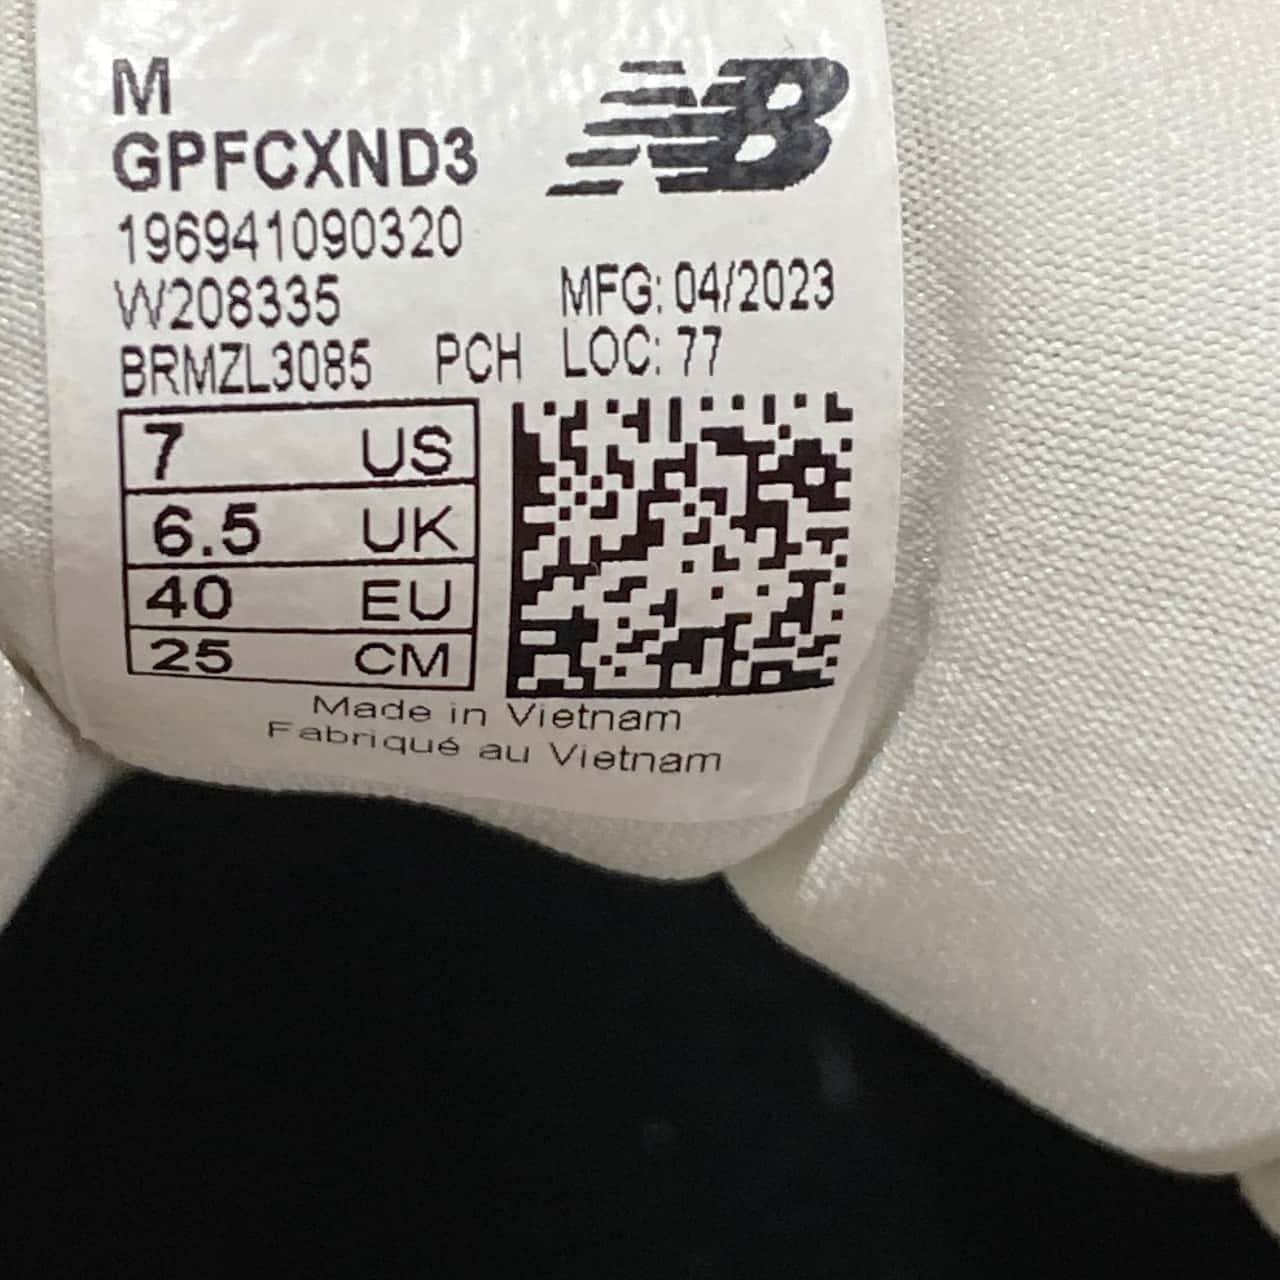 M
GPFCXND3
196941090320
W208335
BRMZL3085 PCH
NB
MFG: 04/2023
LOC: 77
7 US
6.5 UK
40 EU
25 CM
Made in Vietnam
Fabriqué au Vietnam